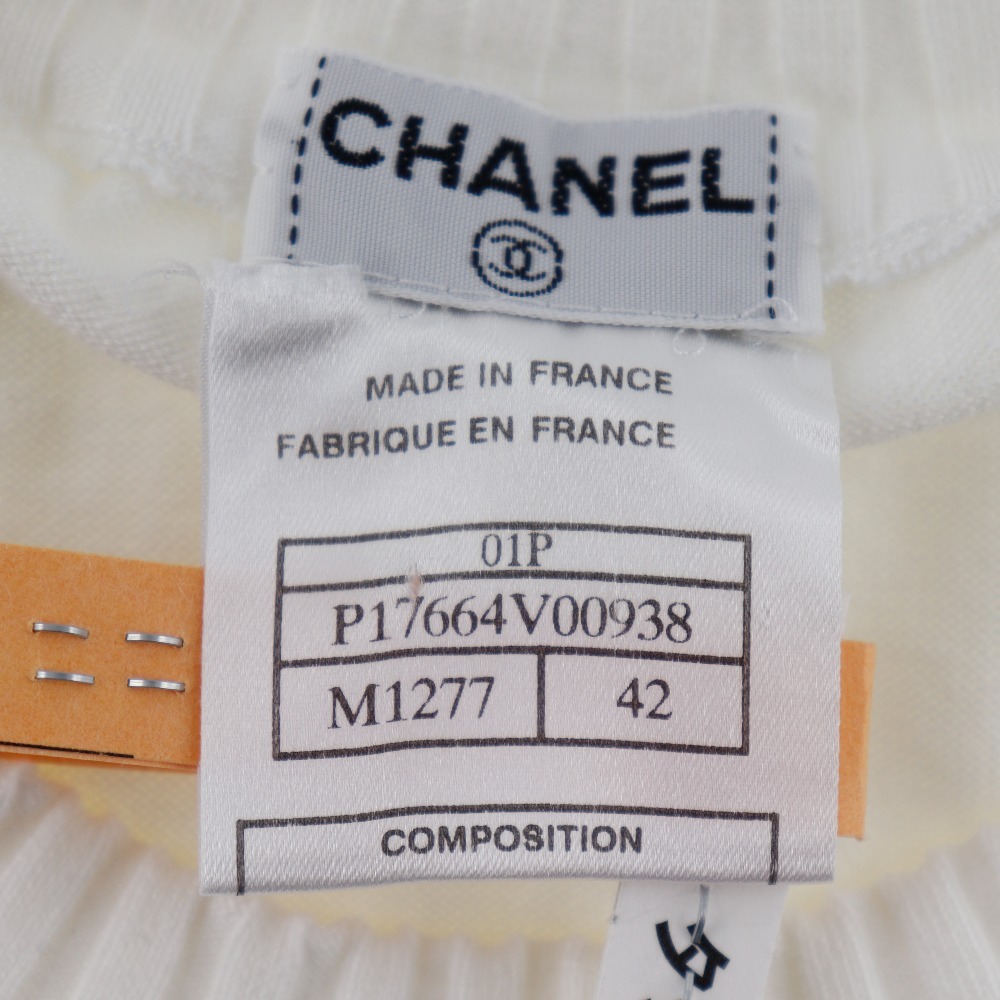 CHANEL
MADE IN FRANCE
FABRIQUE EN FRANCE
01P
P17664V00938
M1277 42
COMPOSITION